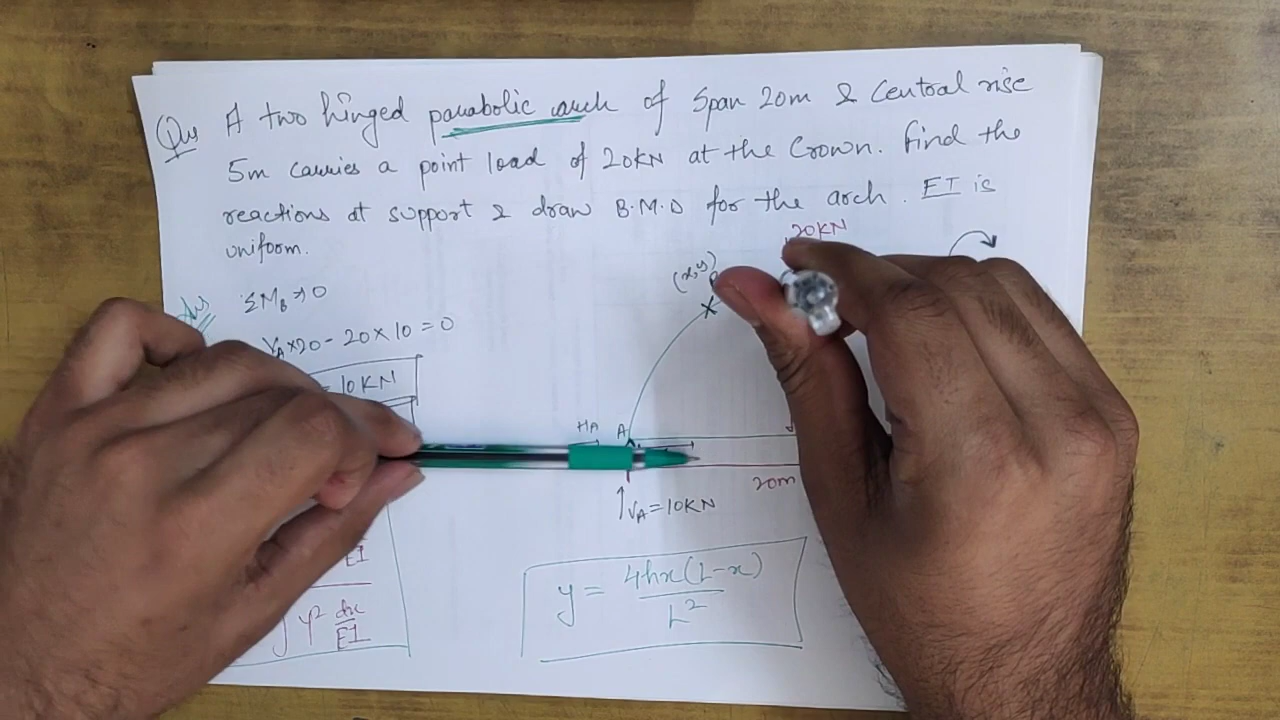 Qus A two hinged parabolic arch of span 20m & Central rise
5m carries a point load of 20kN at the Crown. find the
reactions at support & draw B.M.D for the arch. EI is
uniform.
Ans
ΣMB → 0
VA×20 - 20×10 = 0
= 10KN
EI
∫ y² dx/EI
20KN
(x,y)
HA
A
20m
VA = 10KN
y = 4hx(L-x)/L²